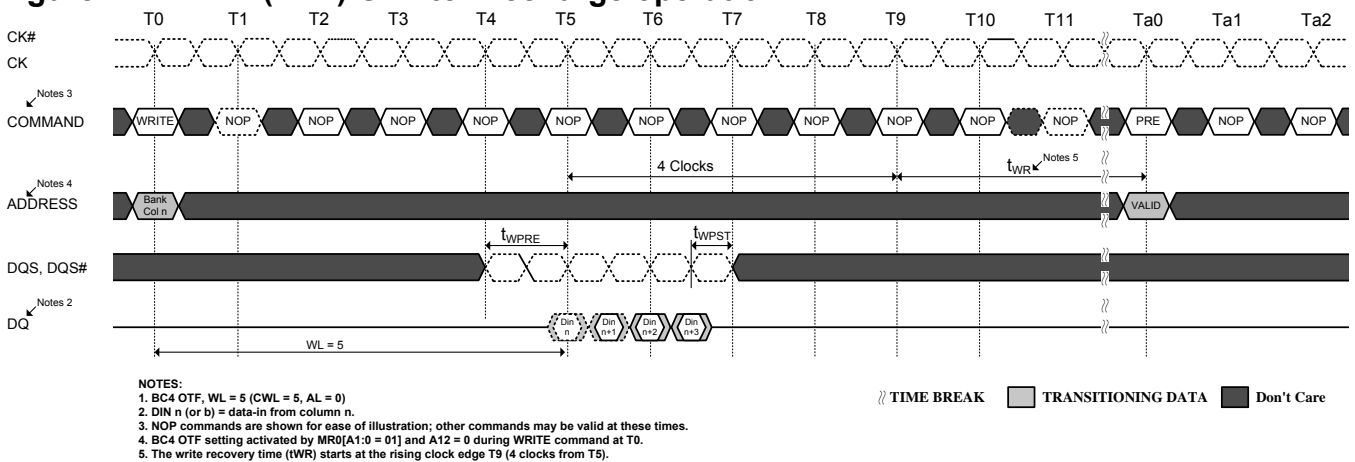 T0 T1 T2 T3 T4 T5 T6 T7 T8 T9 T10 T11 Ta0 Ta1 Ta2
CK#
CK
Notes 3
COMMAND WRITE NOP NOP NOP NOP NOP NOP NOP NOP NOP NOP NOP PRE NOP NOP
4 Clocks tWR Notes 5
Notes 4
ADDRESS Bank Col n VALID
tWPRE tWPST
DQS, DQS#
Notes 2
DQ Din n Din n+1 Din n+2 Din n+3
WL = 5
NOTES:
1. BC4 OTF, WL = 5 (CWL = 5, AL = 0)
2. DIN n (or b) = data-in from column n.
3. NOP commands are shown for ease of illustration; other commands may be valid at these times.
4. BC4 OTF setting activated by MR0[A1:0 = 01] and A12 = 0 during WRITE command at T0.
5. The write recovery time (tWR) starts at the rising clock edge T9 (4 clocks from T5).
TIME BREAK TRANSITIONING DATA Don't Care